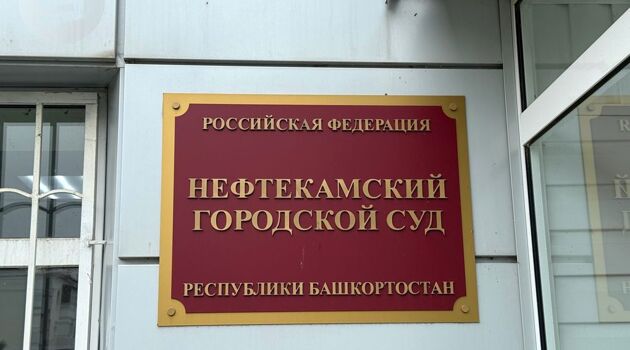 РОССИЙСКАЯ ФЕДЕРАЦИЯ
НЕФТЕКАМСКИЙ
ГОРОДСКОЙ СУД
РЕСПУБЛИКИ БАШКОРТОСТАН